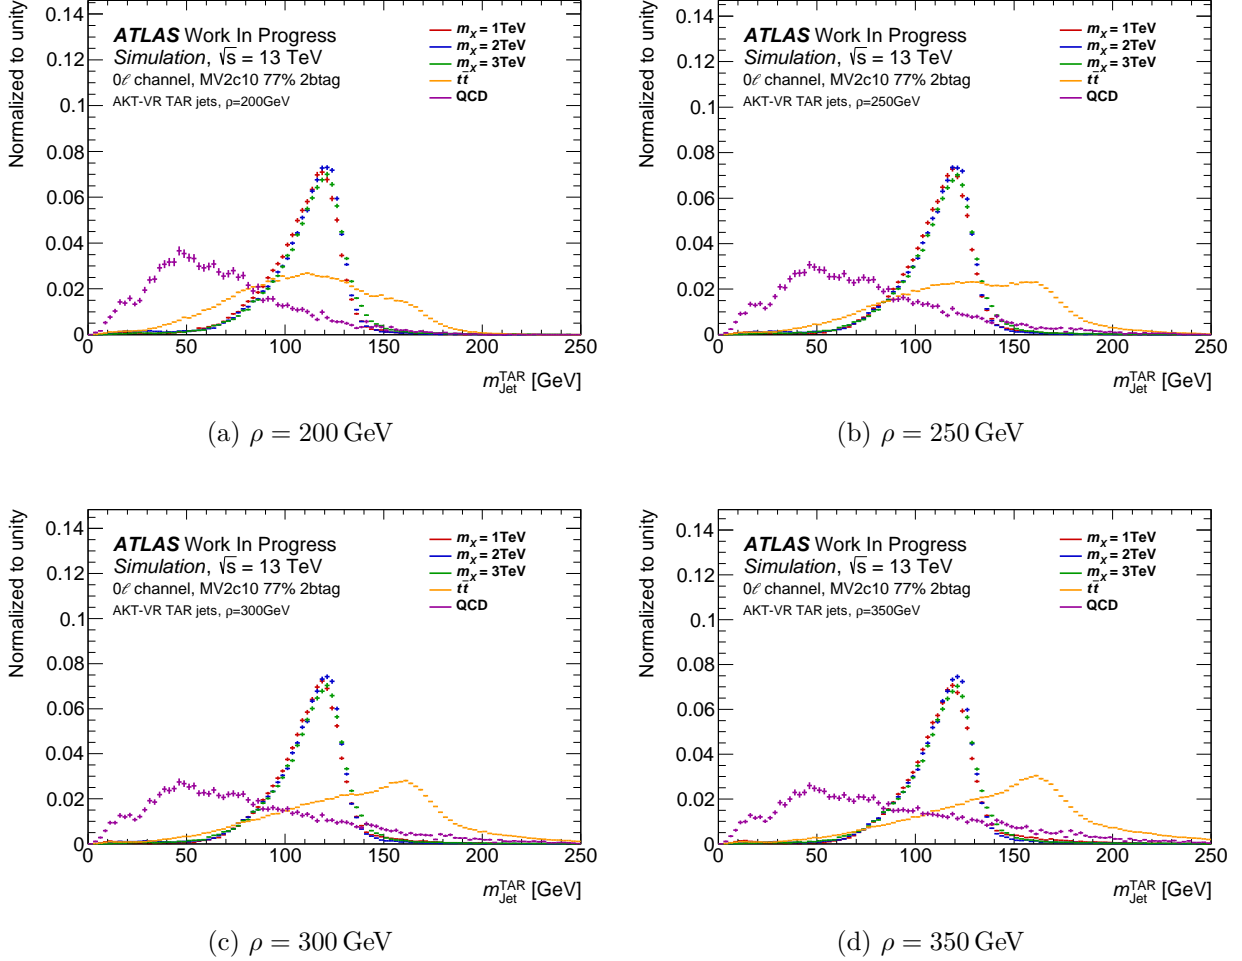 Normalized to unity
0.14
0.12
0.1
0.08
0.06
0.04
0.02
0
ATLAS Work In Progress
Simulation, √s = 13 TeV
0ℓ channel, MV2c10 77% 2btag
AKT-VR TAR jets, ρ=200GeV
m_X = 1TeV
m_X = 2TeV
m_X = 3TeV
tt̄
QCD
0 50 100 150 200 250
m_Jet^TAR [GeV]
(a) ρ = 200 GeV
Normalized to unity
0.14
0.12
0.1
0.08
0.06
0.04
0.02
0
ATLAS Work In Progress
Simulation, √s = 13 TeV
0ℓ channel, MV2c10 77% 2btag
AKT-VR TAR jets, ρ=250GeV
m_X = 1TeV
m_X = 2TeV
m_X = 3TeV
tt̄
QCD
0 50 100 150 200 250
m_Jet^TAR [GeV]
(b) ρ = 250 GeV
Normalized to unity
0.14
0.12
0.1
0.08
0.06
0.04
0.02
0
ATLAS Work In Progress
Simulation, √s = 13 TeV
0ℓ channel, MV2c10 77% 2btag
AKT-VR TAR jets, ρ=300GeV
m_X = 1TeV
m_X = 2TeV
m_X = 3TeV
tt̄
QCD
0 50 100 150 200 250
m_Jet^TAR [GeV]
(c) ρ = 300 GeV
Normalized to unity
0.14
0.12
0.1
0.08
0.06
0.04
0.02
0
ATLAS Work In Progress
Simulation, √s = 13 TeV
0ℓ channel, MV2c10 77% 2btag
AKT-VR TAR jets, ρ=350GeV
m_X = 1TeV
m_X = 2TeV
m_X = 3TeV
tt̄
QCD
0 50 100 150 200 250
m_Jet^TAR [GeV]
(d) ρ = 350 GeV